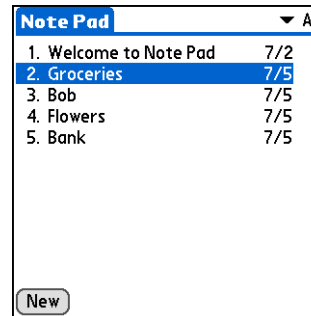 Note Pad A
1. Welcome to Note Pad 7/2
2. Groceries 7/5
3. Bob 7/5
4. Flowers 7/5
5. Bank 7/5
New